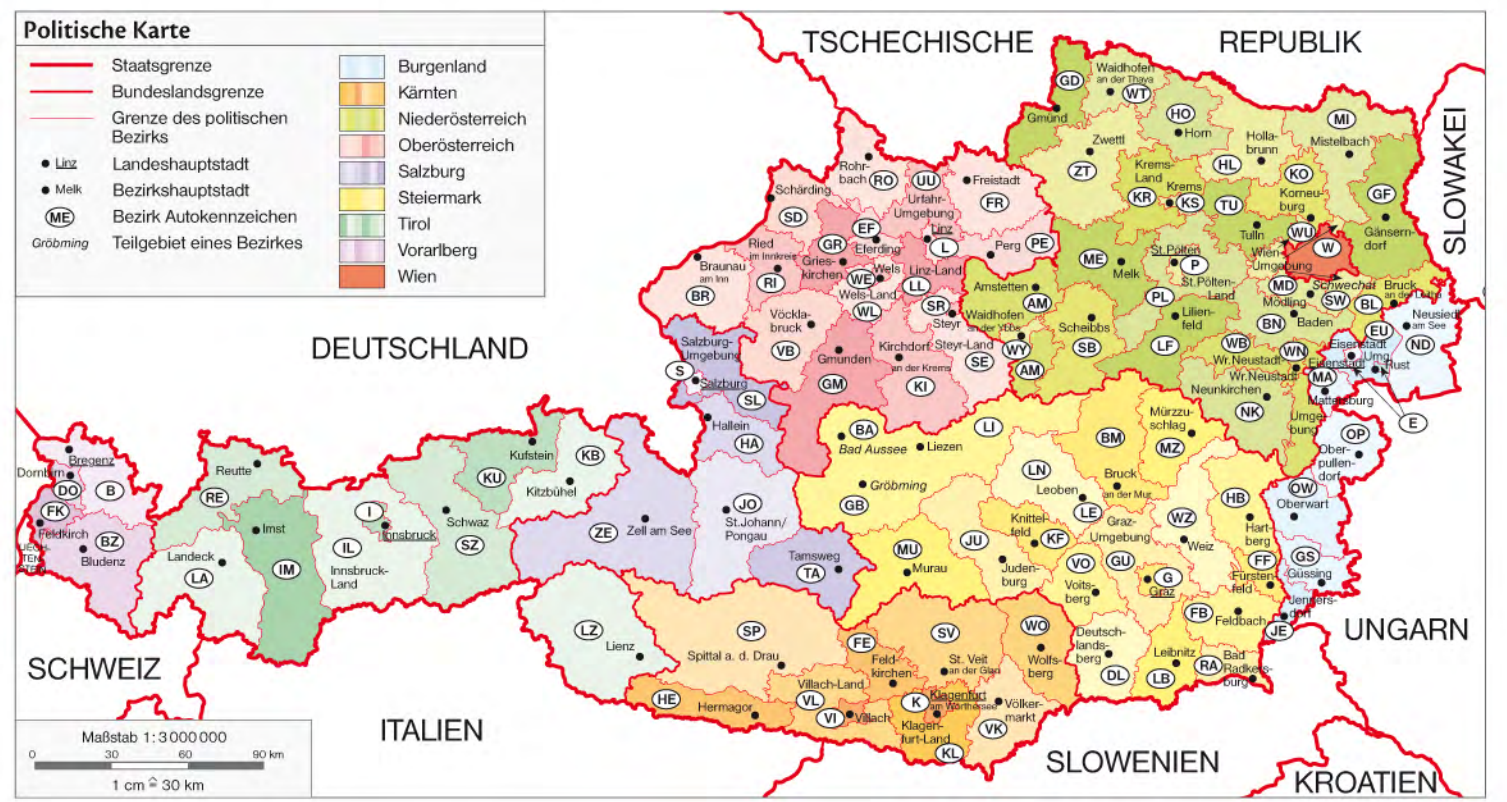 Politische Karte
Staatsgrenze
Bundeslandsgrenze
Grenze des politischen
Bezirks
Linz Landeshauptstadt
Melk Bezirkshauptstadt
ME Bezirk Autokennzeichen
Gröbming Teilgebiet eines Bezirkes
Burgenland
Kärnten
Niederösterreich
Oberösterreich
Salzburg
Steiermark
Tirol
Vorarlberg
Wien
TSCHECHISCHE REPUBLIK
SLOWAKEI
DEUTSCHLAND
UNGARN
SCHWEIZ
ITALIEN
SLOWENIEN
KROATIEN
GD
Gmünd
Waidhofen
an der Thaya
WT
HO
Horn
Zwettl
ZT
Holla-
brunn
HL
MI
Mistelbach
Krems-
Land
KR
Krems
KS
TU
Tulln
KO
Korneu-
burg
GF
Gänsern-
dorf
WU
Wien
Umgebung
W
ME
Melk
St.Pölten
P
St.Pölten-
Land
PL
MD
Mödling
Schwechat
SW
Bruck
BL
Baden
BN
Lilien-
feld
LF
Amstetten
AM
Waidhofen
an der Ybbs
WY
AM
Scheibbs
SB
WB
Wr.Neustadt-
WN
Wr.Neustadt
Neunkirchen
NK
Umge-
bung
Rohr-
bach
RO
UU
Urfahr-
Umgebung
Freistadt
FR
Schärding
SD
EF
Eferding
GR
Gries-
kirchen
Linz
L
Perg
PE
Ried
im Innkreis
RI
WE
Wels
Wels-Land
WL
Linz-Land
LL
Braunau
am Inn
BR
SR
Steyr
Steyr-Land
SE
Vöckla-
bruck
VB
Gmunden
GM
Kirchdorf
an der Krems
KI
Salzburg-
Umgebung
S
Salzburg
SL
Hallein
HA
JO
St.Johann/
Pongau
ZE
Zell am See
Tamsweg
TA
BA
Bad Aussee
Liezen
LI
Gröbming
GB
BM
Bruck
an der Mur
Mürzzu-
schlag
MZ
LN
Leoben
LE
MU
Murau
JU
Juden-
burg
Knittel-
feld
KF
Graz-
Umgebung
GU
VO
Voits-
berg
G
Graz
WZ
Weiz
HB
Hart-
berg
FF
Fürsten-
feld
FB
Feldbach
Deutsch-
lands-
berg
DL
Leibnitz
LB
RA
Bad
Radkers-
burg
ND
Neusiedl
am See
EU
Eisenstadt
Umg.
Eisenstadt
Rust
E
MA
Mattersburg
OP
Ober-
pullen-
dorf
OW
Oberwart
GS
Güssing
Jenners-
dorf
JE
SP
Spittal a. d. Drau
FE
Feld-
kirchen
SV
St. Veit
an der Glan
WO
Wolfs-
berg
HE
Hermagor
Villach-Land
VL
VI
Villach
K
Klagenfurt
am Wörthersee
Klagen-
furt-Land
KL
Völker-
markt
VK
Kufstein
KU
KB
Kitzbühel
Reutte
RE
Imst
IM
Landeck
LA
I
Innsbruck
IL
Innsbruck-
Land
Schwaz
SZ
LZ
Lienz
Bregenz
B
Dornbirn
DO
FK
Feldkirch
BZ
Bludenz
Maßstab 1:3000000
0 30 60 90 km
1 cm ≙ 30 km